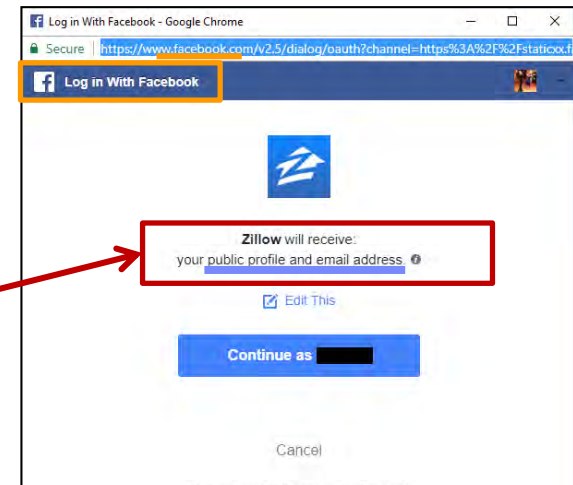 Log in With Facebook - Google Chrome
Secure | https://www.facebook.com/v2.5/dialog/oauth?channel=https%3A%2F%2Fstaticxx.f
Log in With Facebook
Zillow will receive:
your public profile and email address.
Edit This
Continue as
Cancel